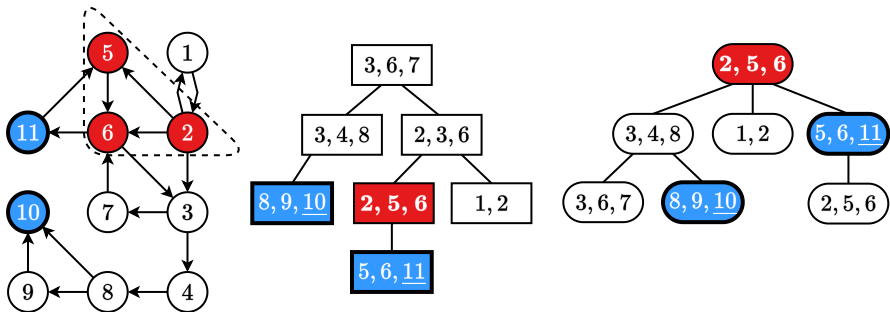 5
1
11
6
2
10
7
3
9
8
4
3, 6, 7
3, 4, 8
2, 3, 6
8, 9, 10
2, 5, 6
1, 2
5, 6, 11
2, 5, 6
3, 4, 8
1, 2
5, 6, 11
3, 6, 7
8, 9, 10
2, 5, 6